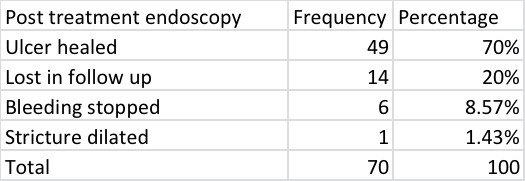 Post treatment endoscopy Frequency Percentage
Ulcer healed 49 70%
Lost in follow up 14 20%
Bleeding stopped 6 8.57%
Stricture dilated 1 1.43%
Total 70 100